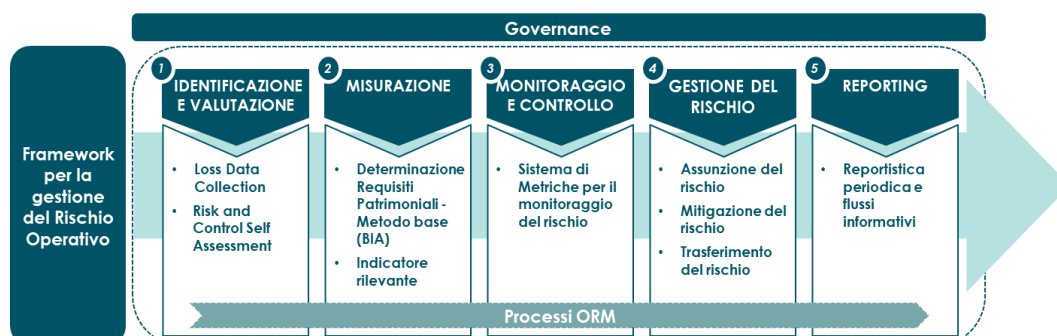 Governance
Framework
per la
gestione
del Rischio
Operativo
1
IDENTIFICAZIONE
E VALUTAZIONE
• Loss Data
Collection
• Risk and
Control Self
Assessment
2
MISURAZIONE
• Determinazione
Requisiti
Patrimoniali -
Metodo base
(BIA)
• Indicatore
rilevante
3
MONITORAGGIO
E CONTROLLO
• Sistema di
Metriche per il
monitoraggio
del rischio
4
GESTIONE DEL
RISCHIO
• Assunzione del
rischio
• Mitigazione del
rischio
• Trasferimento
del rischio
5
REPORTING
• Reportistica
periodica e
flussi
informativi
Processi ORM